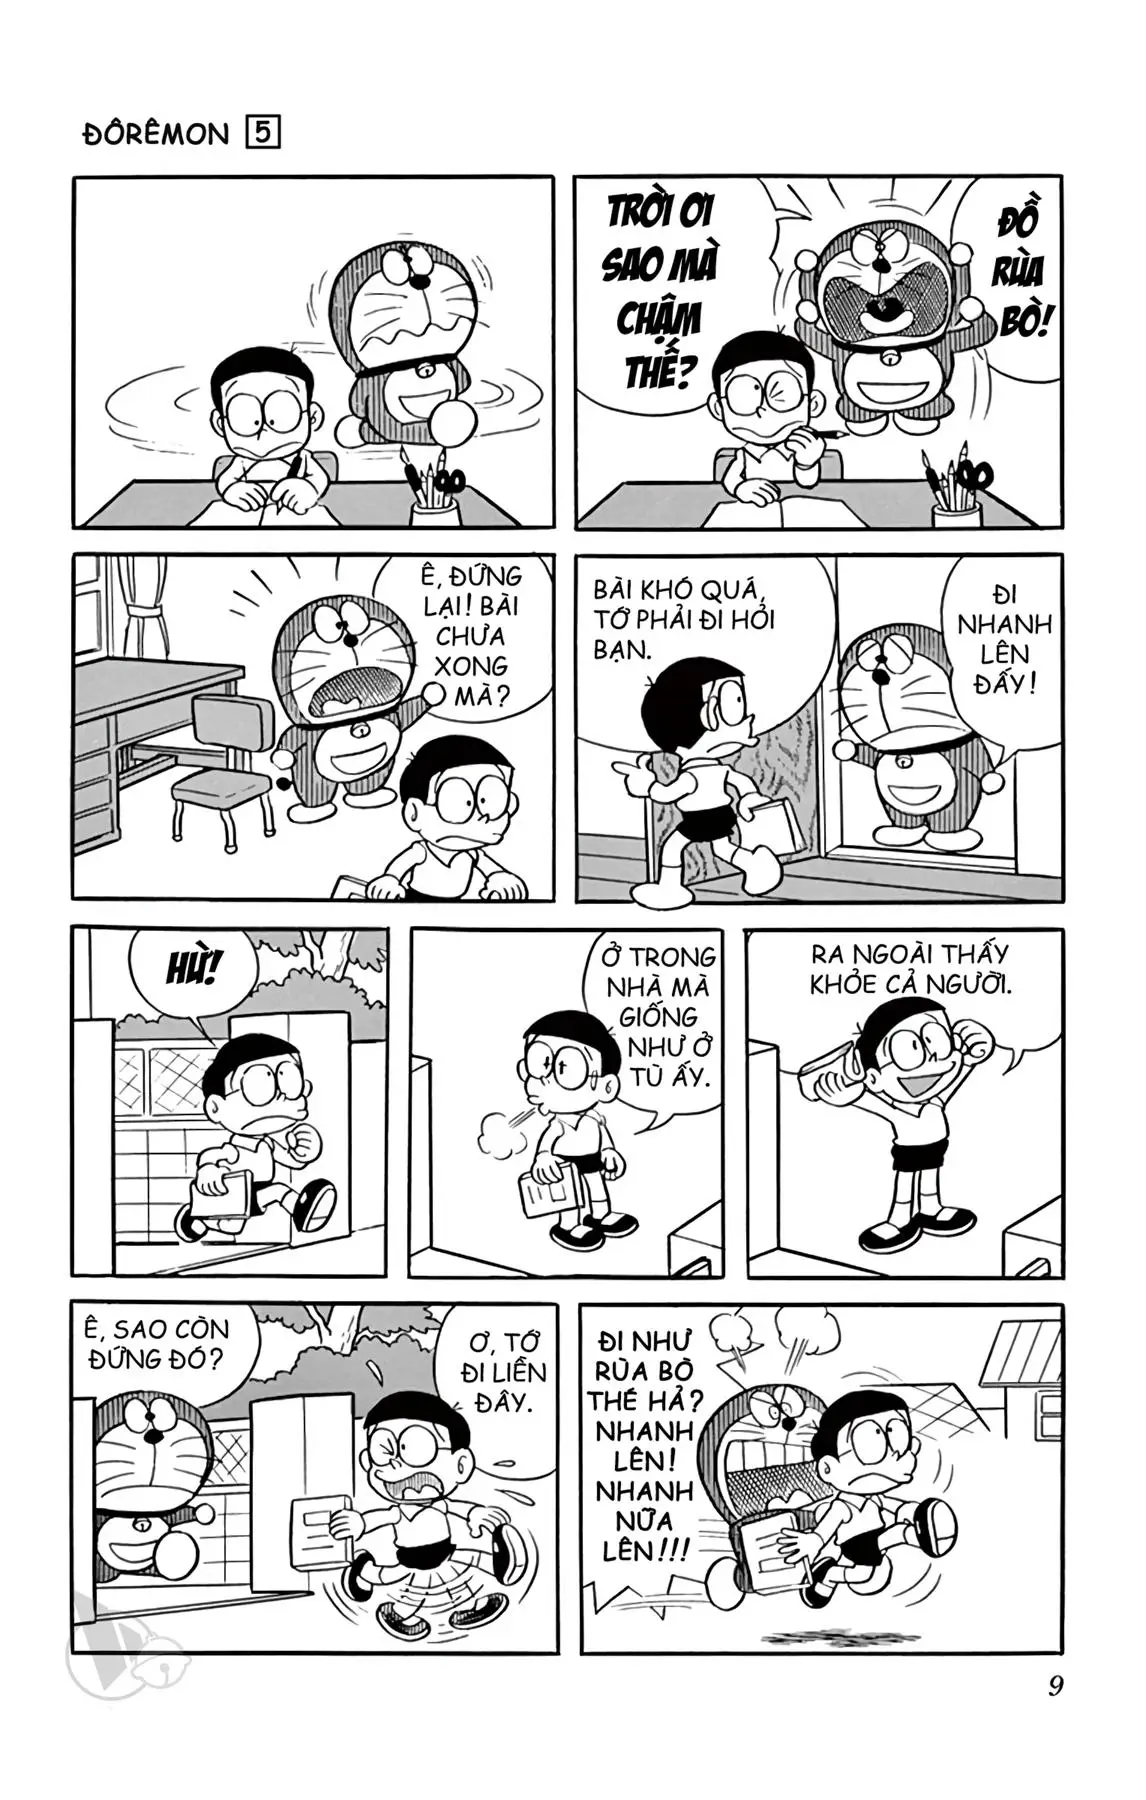 ĐÔRÊMON 5
TRỜI ƠI
SAO MÀ
CHẬM
THẾ?
ĐỒ
RÙA
BÒ!
Ê, ĐỨNG
LẠI! BÀI
CHƯA
XONG
MÀ?
BÀI KHÓ QUÁ,
TỚ PHẢI ĐI HỎI
BẠN.
ĐI
NHANH
LÊN
ĐẤY!
HỪ!
Ở TRONG
NHÀ MÀ
GIỐNG
NHƯ Ở
TÙ ẤY.
RA NGOÀI THẤY
KHỎE CẢ NGƯỜI.
Ê, SAO CÒN
ĐỨNG ĐÓ?
Ơ, TỚ
ĐI LIỀN
ĐÂY.
ĐI NHƯ
RÙA BÒ
THẾ HẢ?
NHANH
LÊN!
NHANH
NỮA
LÊN!!!
9